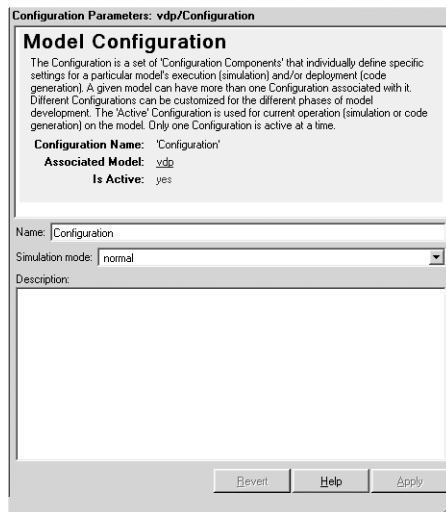 Configuration Parameters: vdp/Configuration
Model Configuration
The Configuration is a set of 'Configuration Components' that individually define specific
settings for a particular model's execution (simulation) and/or deployment (code
generation). A given model can have more than one Configuration associated with it.
Different Configurations can be customized for the different phases of model
development. The 'Active' Configuration is used for current operation (simulation or code
generation) on the model. Only one Configuration is active at a time.
Configuration Name: 'Configuration'
Associated Model: vdp
Is Active: yes
Name: Configuration
Simulation mode: normal
Description:
Revert Help Apply